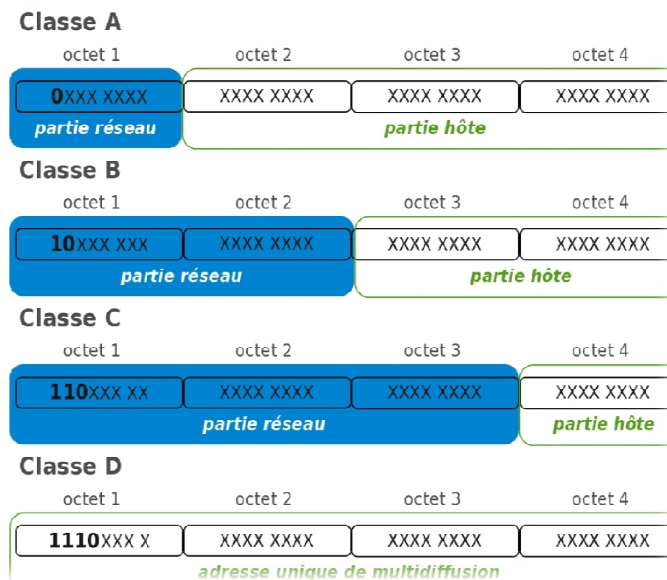 Classe A
octet 1 octet 2 octet 3 octet 4
0XXX XXXX XXXX XXXX XXXX XXXX XXXX XXXX
partie réseau partie hôte
Classe B
octet 1 octet 2 octet 3 octet 4
10XXX XXX XXXX XXXX XXXX XXXX XXXX XXXX
partie réseau partie hôte
Classe C
octet 1 octet 2 octet 3 octet 4
110XXX XX XXXX XXXX XXXX XXXX XXXX XXXX
partie réseau partie hôte
Classe D
octet 1 octet 2 octet 3 octet 4
1110XXX X XXXX XXXX XXXX XXXX XXXX XXXX
adresse unique de multidiffusion